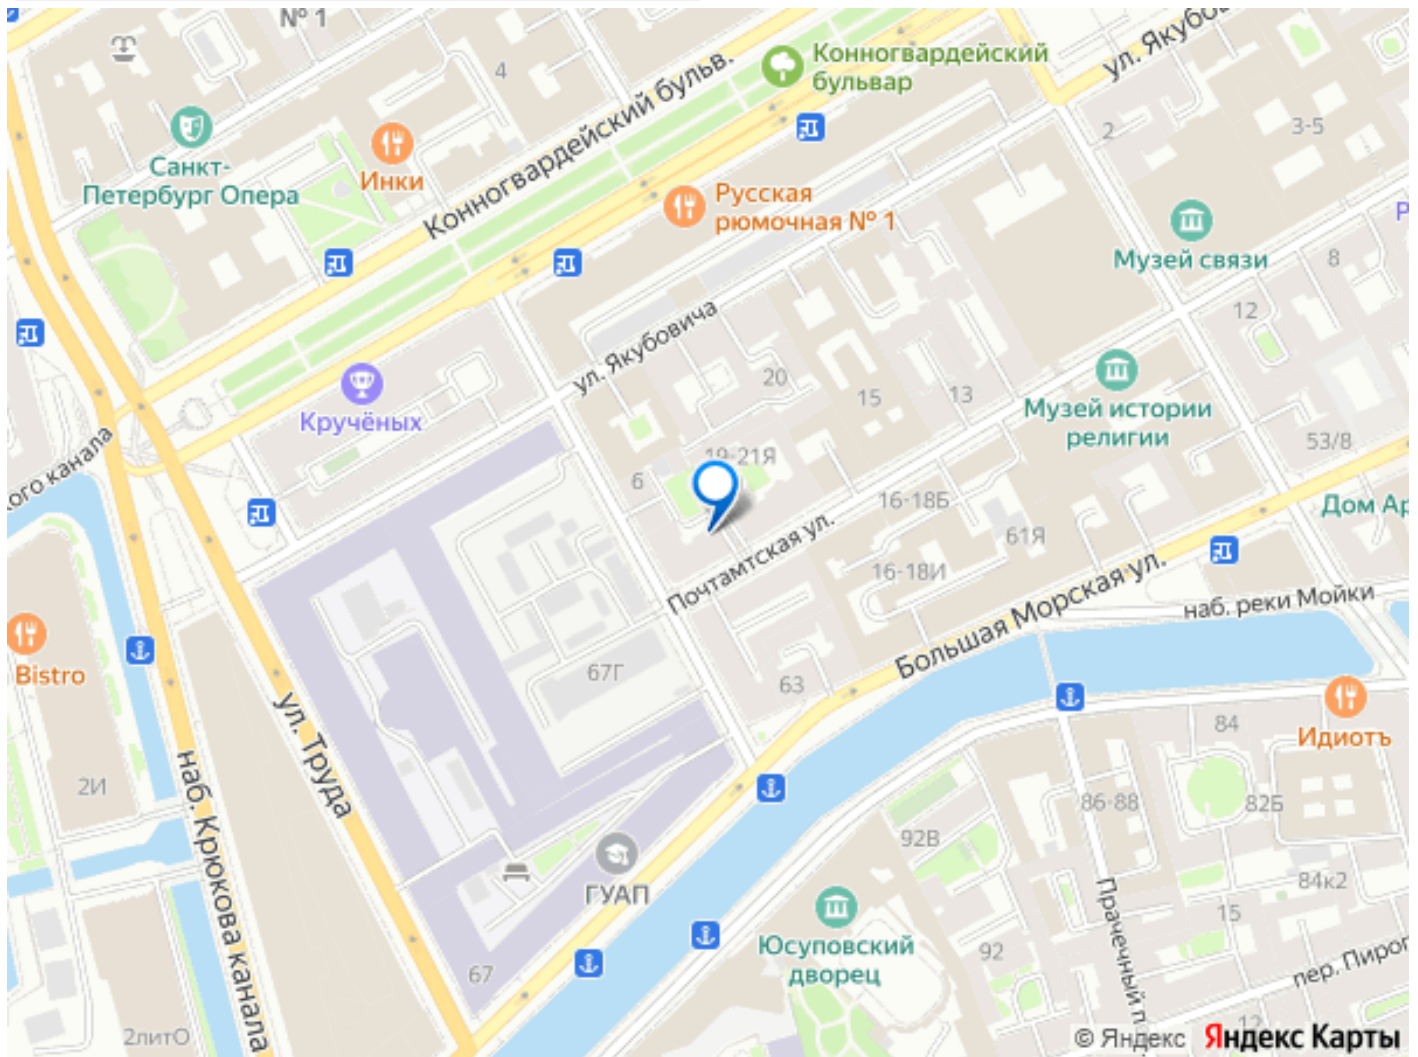 № 1
4
Конногвардейский
бульвар
ул. Якубов
Конногвардейский бульв.
2
3-5
Санкт-
Петербург Опера
Инки
Русская
рюмочная № 1
Музей связи
8
12
ул. Якубовича
20
15
13
Музей истории
религии
53/8
Кручёных
19-21Я
6
16-18Б
Почтамтская ул.
61Я
Дом Ар
16-18И
Большая Морская ул.
наб. реки Мойки
ого канала
Bistro
67Г
63
84
Идиотъ
ул. Труда
2И
наб. Крюкова канала
86-88
82Б
92В
84к2
ГУАП
15
Прачечный п
Юсуповский
дворец
92
67
пер. Пирог
2литО
12
© Яндекс Яндекс Карты